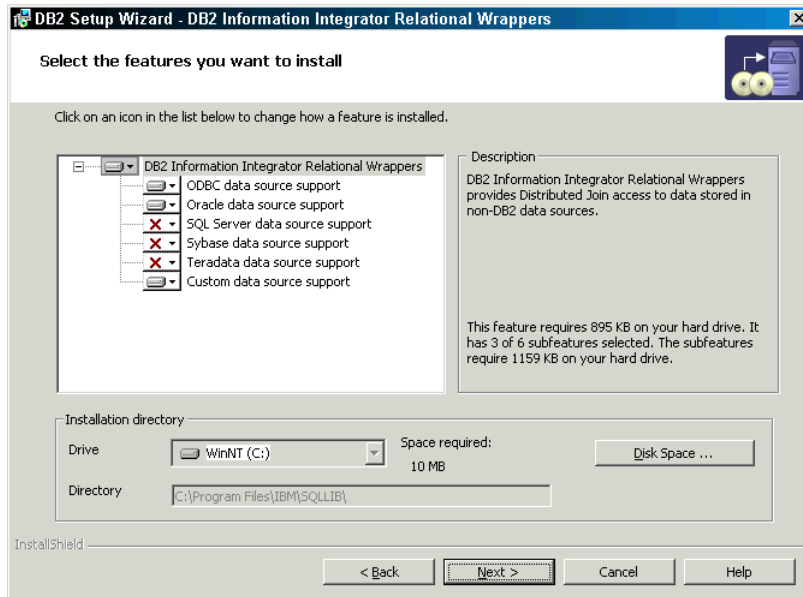 DB2 Setup Wizard - DB2 Information Integrator Relational Wrappers
Select the features you want to install
Click on an icon in the list below to change how a feature is installed.
DB2 Information Integrator Relational Wrappers
ODBC data source support
Oracle data source support
SQL Server data source support
Sybase data source support
Teradata data source support
Custom data source support
Description
DB2 Information Integrator Relational Wrappers
provides Distributed Join access to data stored in
non-DB2 data sources.
This feature requires 895 KB on your hard drive. It
has 3 of 6 subfeatures selected. The subfeatures
require 1159 KB on your hard drive.
Installation directory
Drive
WinNT (C:)
Space required:
10 MB
Disk Space ...
Directory
C:\Program Files\IBM\SQLLIB\
InstallShield
< Back
Next >
Cancel
Help